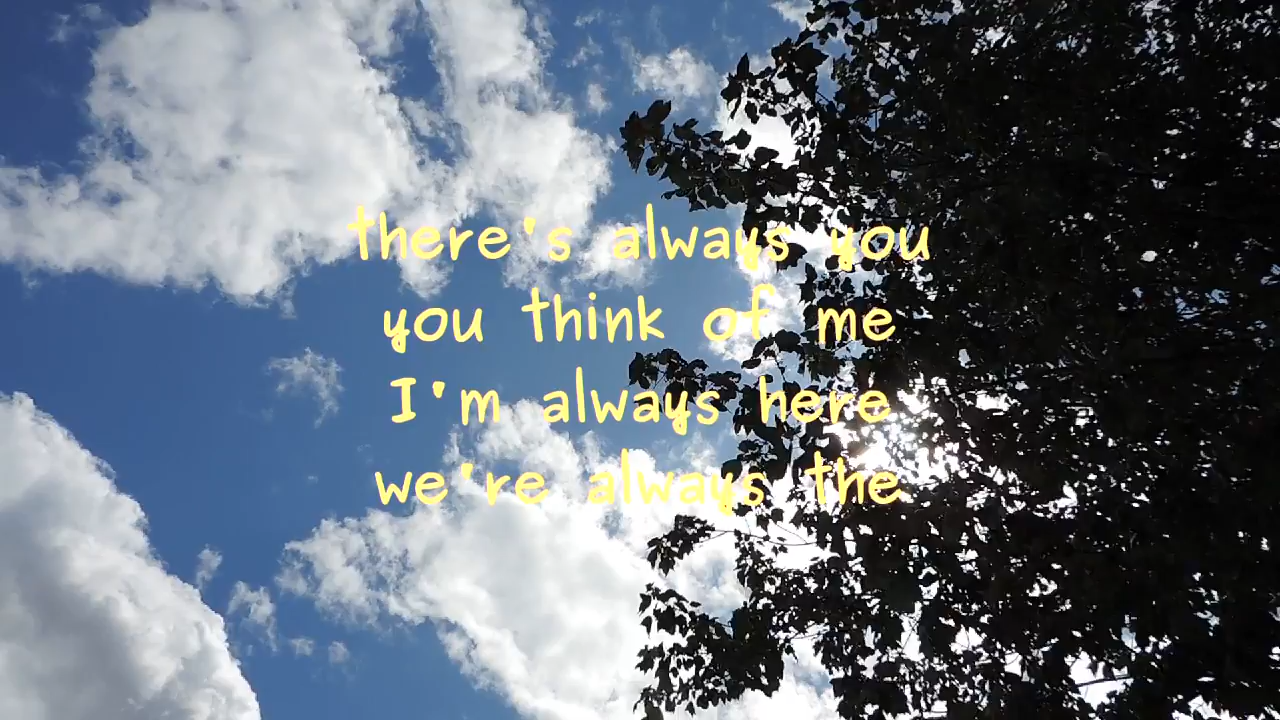 there's always you
you think of me
I'm always here
we're always the